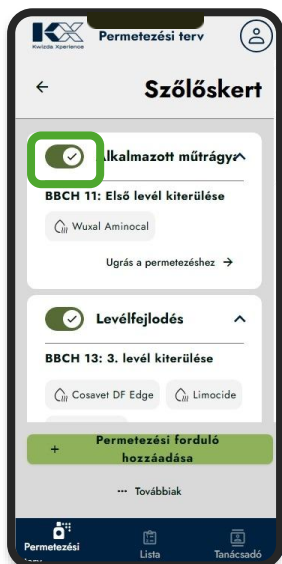 KX
Kwizda Xperience
Permetezési terv
Szőlőskert
Alkalmazott műtrágya
BBCH 11: Első levél kiterülése
Wuxal Aminocal
Ugrás a permetezéshez →
Levélfejlodés
BBCH 13: 3. levél kiterülése
Cosavet DF Edge
Limocide
+ Permetezési forduló
hozzáadása
··· Továbbiak
Permetezési
Lista
Tanácsadó